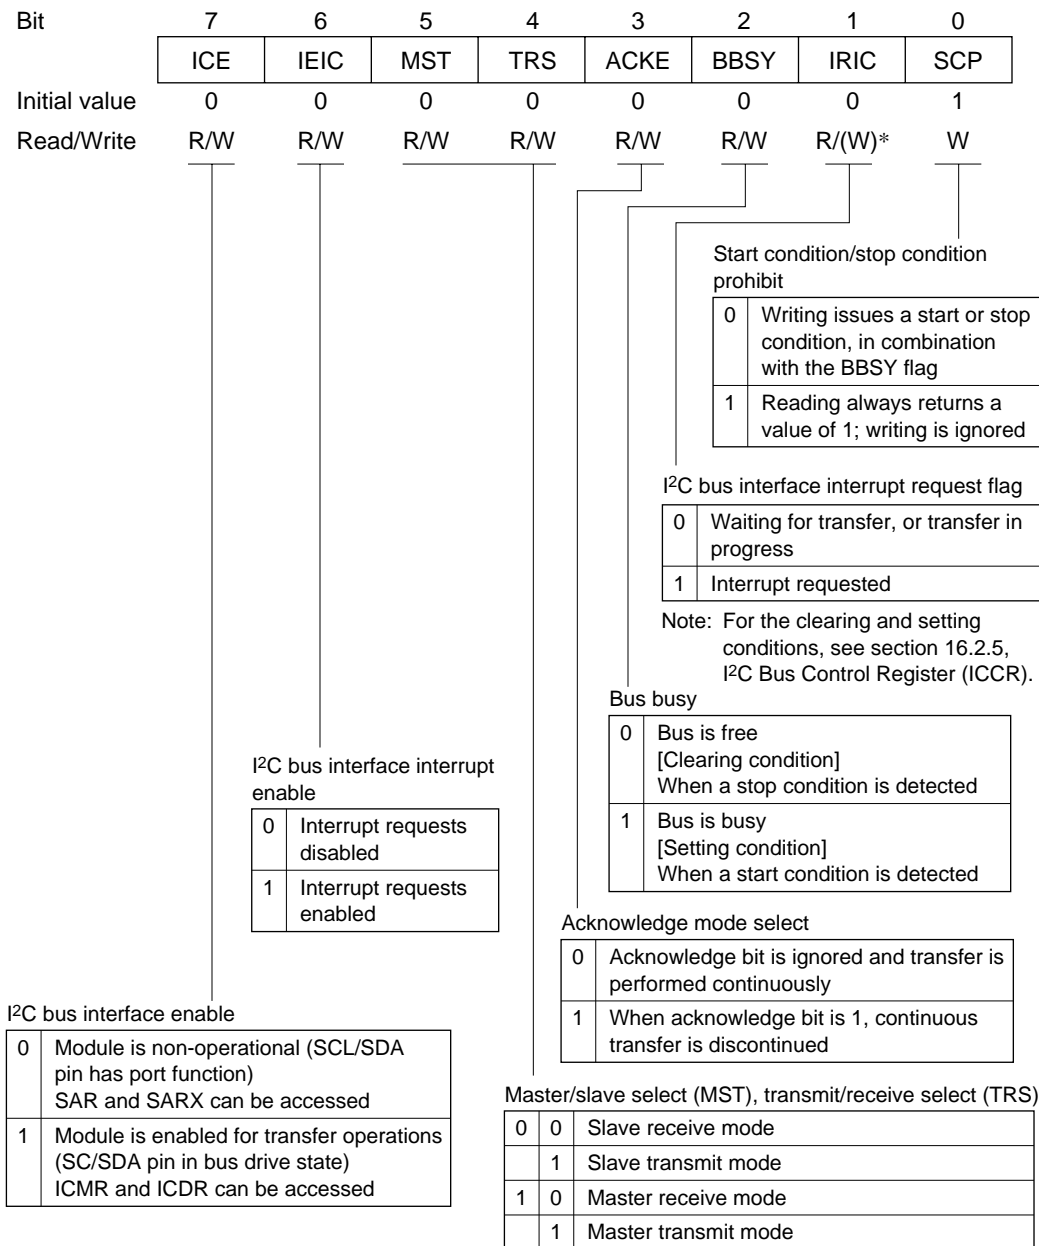 Bit 7 6 5 4 3 2 1 0
ICE IEIC MST TRS ACKE BBSY IRIC SCP
Initial value 0 0 0 0 0 0 0 1
Read/Write R/W R/W R/W R/W R/W R/W R/(W)* W
Start condition/stop condition
prohibit
0 Writing issues a start or stop
condition, in combination
with the BBSY flag
1 Reading always returns a
value of 1; writing is ignored
I2C bus interface interrupt request flag
0 Waiting for transfer, or transfer in
progress
1 Interrupt requested
Note: For the clearing and setting
conditions, see section 16.2.5,
I2C Bus Control Register (ICCR).
Bus busy
0 Bus is free
[Clearing condition]
When a stop condition is detected
1 Bus is busy
[Setting condition]
When a start condition is detected
I2C bus interface interrupt
enable
0 Interrupt requests
disabled
1 Interrupt requests
enabled
Acknowledge mode select
0 Acknowledge bit is ignored and transfer is
performed continuously
1 When acknowledge bit is 1, continuous
transfer is discontinued
I2C bus interface enable
0 Module is non-operational (SCL/SDA
pin has port function)
SAR and SARX can be accessed
1 Module is enabled for transfer operations
(SC/SDA pin in bus drive state)
ICMR and ICDR can be accessed
Master/slave select (MST), transmit/receive select (TRS)
0 0 Slave receive mode
1 Slave transmit mode
1 0 Master receive mode
1 Master transmit mode